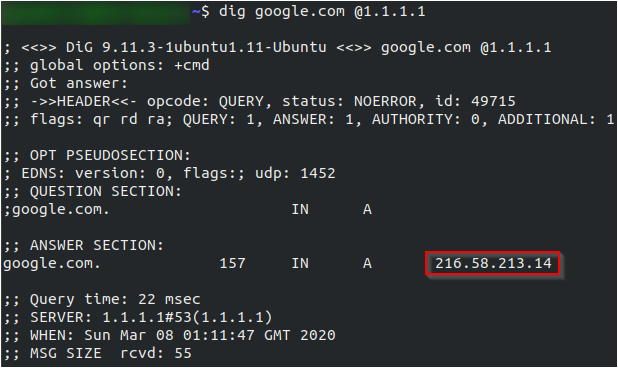 ~$ dig google.com @1.1.1.1
; <<>> DiG 9.11.3-1ubuntu1.11-Ubuntu <<>> google.com @1.1.1.1
;; global options: +cmd
;; Got answer:
;; ->>HEADER<<- opcode: QUERY, status: NOERROR, id: 49715
;; flags: qr rd ra; QUERY: 1, ANSWER: 1, AUTHORITY: 0, ADDITIONAL: 1
;; OPT PSEUDOSECTION:
; EDNS: version: 0, flags:; udp: 1452
;; QUESTION SECTION:
;google.com. IN A
;; ANSWER SECTION:
google.com. 157 IN A 216.58.213.14
;; Query time: 22 msec
;; SERVER: 1.1.1.1#53(1.1.1.1)
;; WHEN: Sun Mar 08 01:11:47 GMT 2020
;; MSG SIZE rcvd: 55